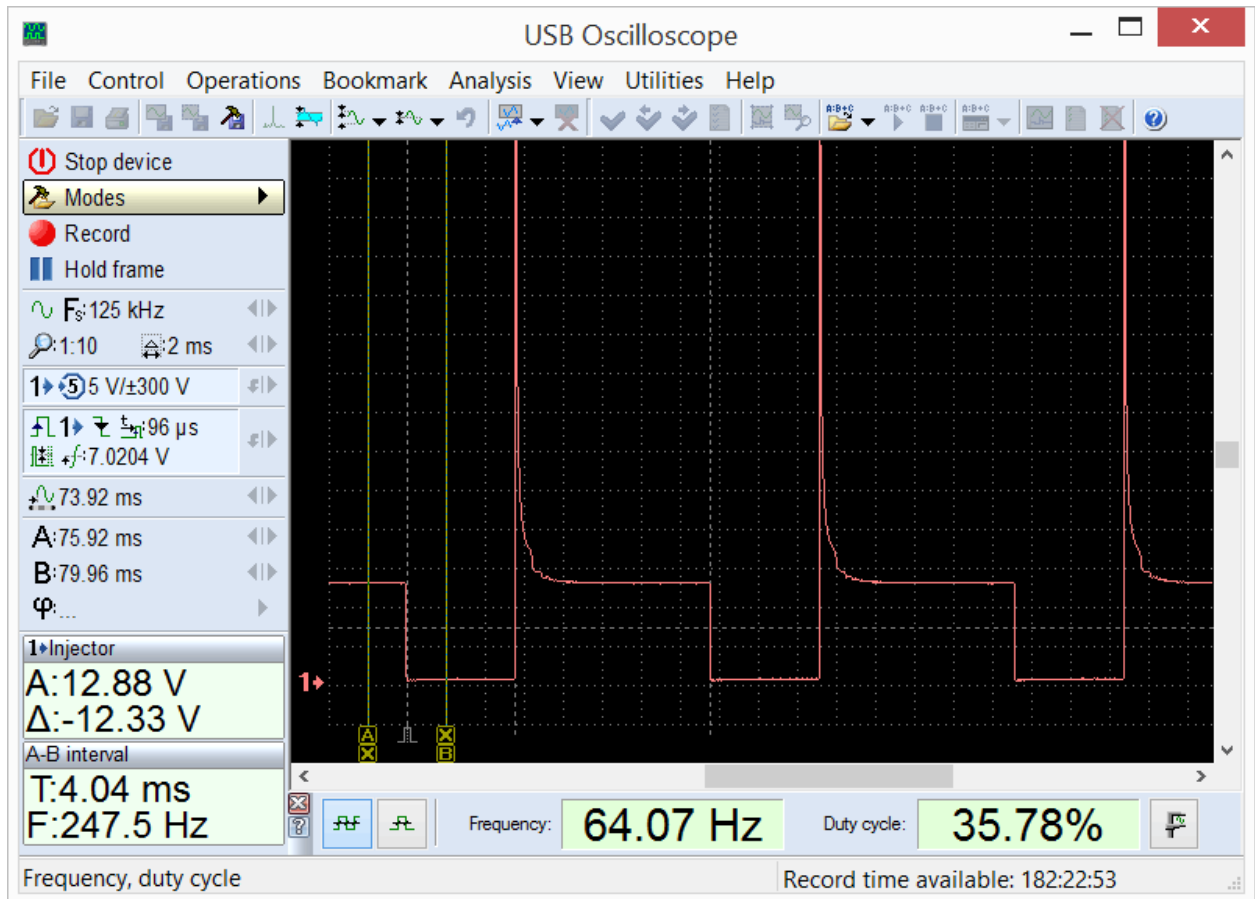 USB Oscilloscope
File Control Operations Bookmark Analysis View Utilities Help
A:B+C A:B+C A:B+C A:B+C
Stop device
Modes
Record
Hold frame
Fs:125 kHz
1:10 2 ms
1 5 5 V/±300 V
1 t 96 µs
f 7.0204 V
73.92 ms
A:75.92 ms
B:79.96 ms
φ:...
1 Injector
A:12.88 V
Δ:-12.33 V
A-B interval
T:4.04 ms
F:247.5 Hz
1
A X
X B
Frequency: 64.07 Hz Duty cycle: 35.78%
Frequency, duty cycle Record time available: 182:22:53